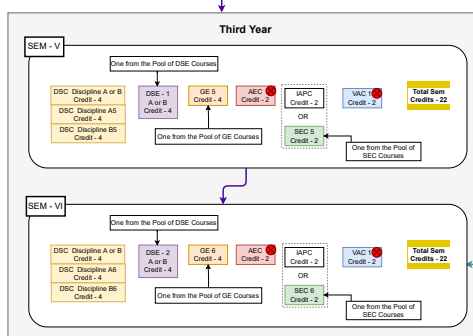 Third Year
SEM - V
One from the Pool of DSE Courses
DSC Discipline A or B
Credit - 4
DSC Discipline A5
Credit - 4
DSC Discipline B5
Credit - 4
DSE - 1
A or B
Credit - 4
GE 5
Credit - 4
AEC
Credit - 2
IAPC
Credit - 2
OR
SEC 5
Credit - 2
VAC 1
Credit - 2
Total Sem
Credits - 22
One from the Pool of GE Courses
One from the Pool of
SEC Courses
SEM - VI
One from the Pool of DSE Courses
DSC Discipline A or B
Credit - 4
DSC Discipline A6
Credit - 4
DSC Discipline B6
Credit - 4
DSE - 2
A or B
Credit - 4
GE 6
Credit - 4
AEC
Credit - 2
IAPC
Credit - 2
OR
SEC 6
Credit - 2
VAC 1
Credit - 2
Total Sem
Credits - 22
One from the Pool of GE Courses
One from the Pool of
SEC Courses